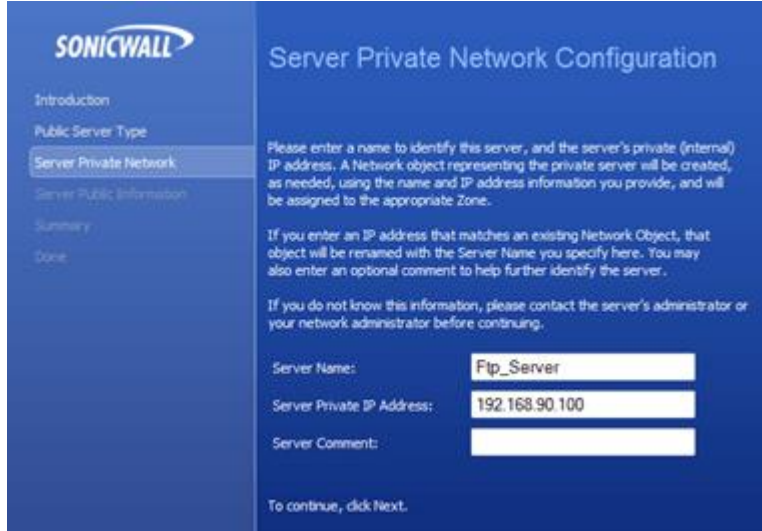 SONICWALL
Server Private Network Configuration
Introduction
Public Server Type
Server Private Network
Server Public Information
Summary
Done
Please enter a name to identify this server, and the server's private (internal)
IP address. A Network object representing the private server will be created,
as needed, using the name and IP address information you provide, and will
be assigned to the appropriate Zone.
If you enter an IP address that matches an existing Network Object, that
object will be renamed with the Server Name you specify here. You may
also enter an optional comment to help further identify the server.
If you do not know this information, please contact the server's administrator or
your network administrator before continuing.
Server Name: Ftp_Server
Server Private IP Address: 192.168.90.100
Server Comment:
To continue, click Next.